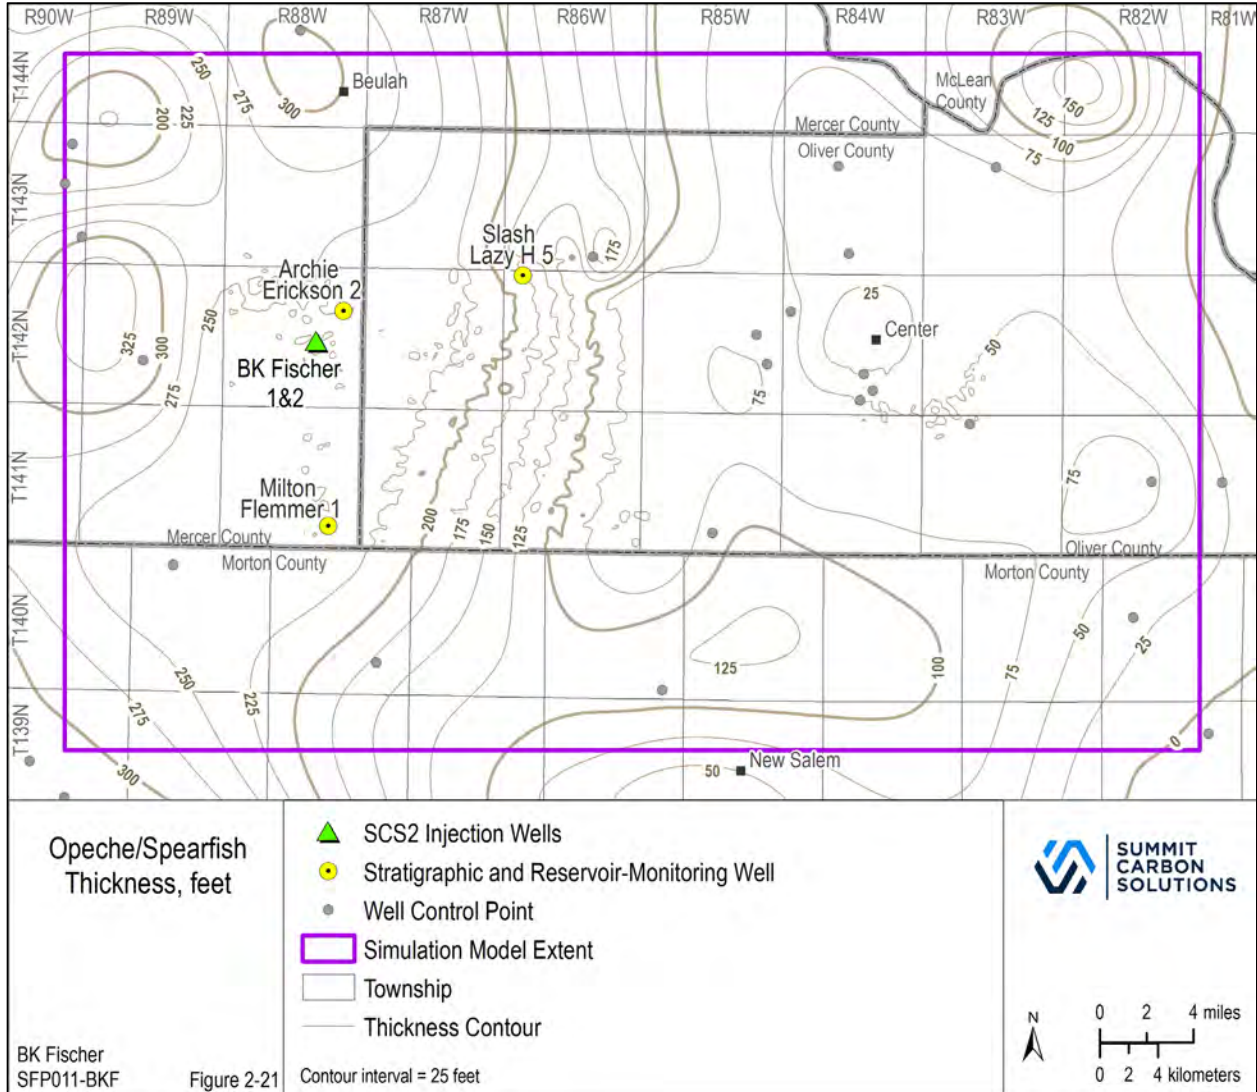 R90W R89W R88W R87W R86W R85W R84W R83W R82W R81W
T144N
T143N
T142N
T141N
T140N
T139N
250
225
200
275
300
Beulah
McLean
County
150
125
100
75
Mercer County
Oliver County
Slash
Lazy H 5
175
Archie
Erickson 2
250
25
Center
325
300
BK Fischer
1&2
275
50
75
75
Milton
Flemmer 1
200
175
150
125
Mercer County
Morton County
Oliver County
Morton County
250
225
275
300
125
100
75
50
25
0
50
New Salem
Opeche/Spearfish
Thickness, feet
BK Fischer
SFP011-BKF
Figure 2-21
SCS2 Injection Wells
Stratigraphic and Reservoir-Monitoring Well
Well Control Point
Simulation Model Extent
Township
Thickness Contour
Contour interval = 25 feet
SUMMIT
CARBON
SOLUTIONS
N
0 2 4 miles
0 2 4 kilometers